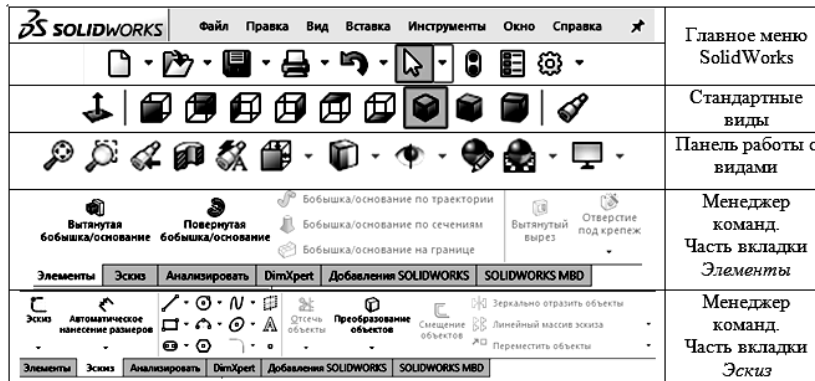 SOLIDWORKS Файл Правка Вид Вставка Инструменты Окно Справка
Главное меню
SolidWorks
Стандартные
виды
Панель работы с
видами
Вытянутая
бобышка/основание
Повернутая
бобышка/основание
Бобышка/основание по траектории
Бобышка/основание по сечениям
Бобышка/основание на границе
Вытянутый
вырез
Отверстие
под крепеж
Элементы Эскиз Анализировать DimXpert Добавления SOLIDWORKS SOLIDWORKS MBD
Менеджер
команд.
Часть вкладки
Элементы
Эскиз
Автоматическое
нанесение размеров
Отсечь
объекты
Преобразование
объектов
Смещение
объектов
Зеркально отразить объекты
Линейный массив эскиза
Переместить объекты
Элементы Эскиз Анализировать DimXpert Добавления SOLIDWORKS SOLIDWORKS MBD
Менеджер
команд.
Часть вкладки
Эскиз